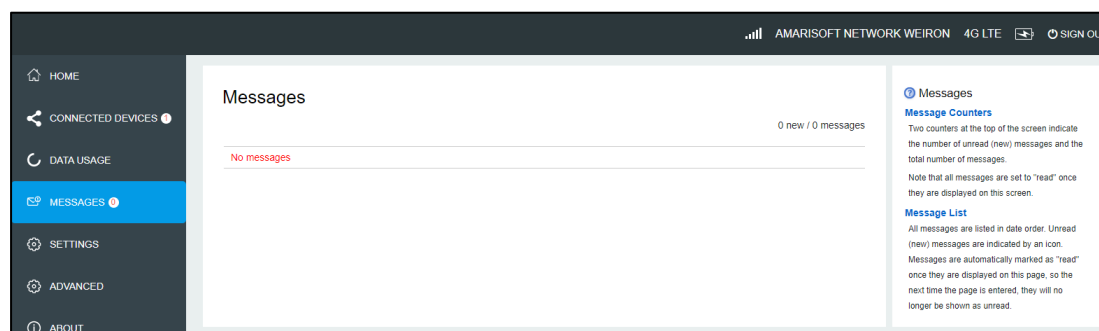 AMARISOFT NETWORK WEIRON 4G LTE SIGN OU
HOME
CONNECTED DEVICES 1
DATA USAGE
MESSAGES 0
SETTINGS
ADVANCED
ABOUT
Messages
0 new / 0 messages
No messages
Messages
Message Counters
Two counters at the top of the screen indicate
the number of unread (new) messages and the
total number of messages.
Note that all messages are set to "read" once
they are displayed on this screen.
Message List
All messages are listed in date order. Unread
(new) messages are indicated by an icon.
Messages are automatically marked as "read"
once they are displayed on this page, so the
next time the page is entered, they will no
longer be shown as unread.